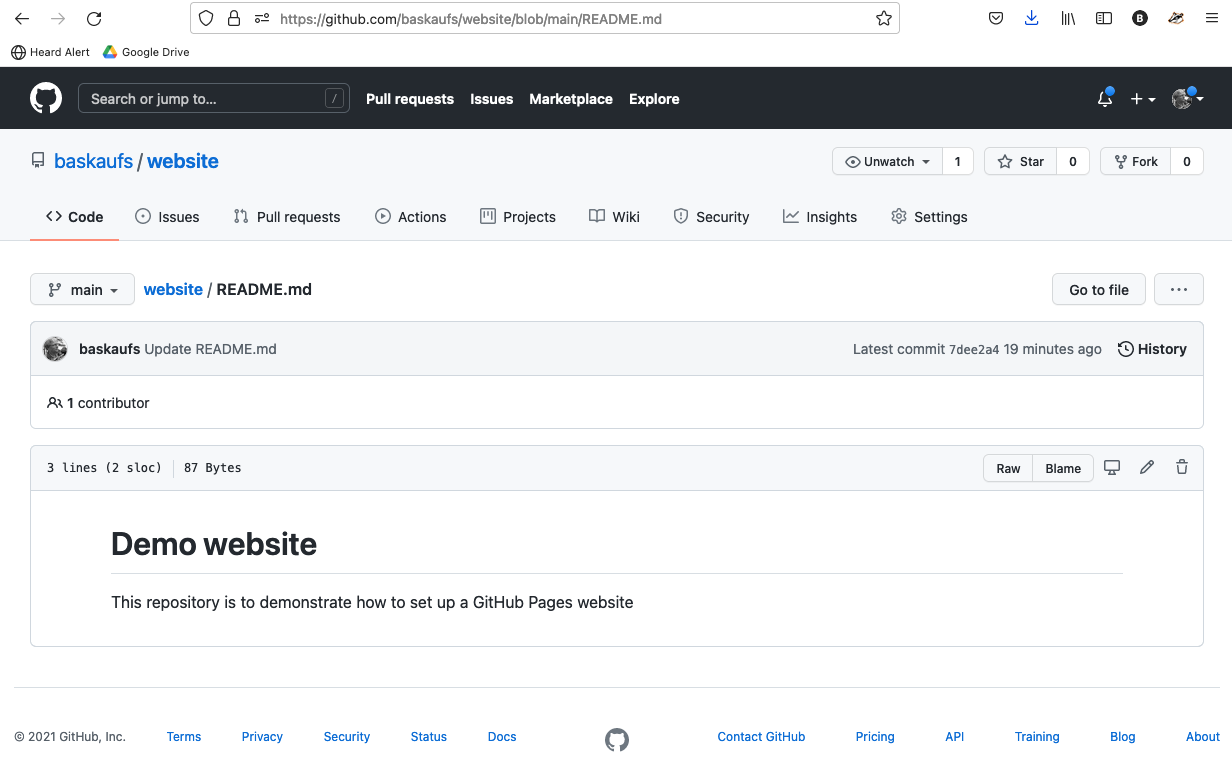 https://github.com/baskaufs/website/blob/main/README.md
B
Heard Alert Google Drive
Search or jump to... / Pull requests Issues Marketplace Explore
baskaufs / website Unwatch 1 Star 0 Fork 0
Code Issues Pull requests Actions Projects Wiki Security Insights Settings
main website / README.md Go to file ...
baskaufs Update README.md Latest commit 7dee2a4 19 minutes ago History
1 contributor
3 lines (2 sloc) 87 Bytes Raw Blame
Demo website
This repository is to demonstrate how to set up a GitHub Pages website
© 2021 GitHub, Inc. Terms Privacy Security Status Docs Contact GitHub Pricing API Training Blog About